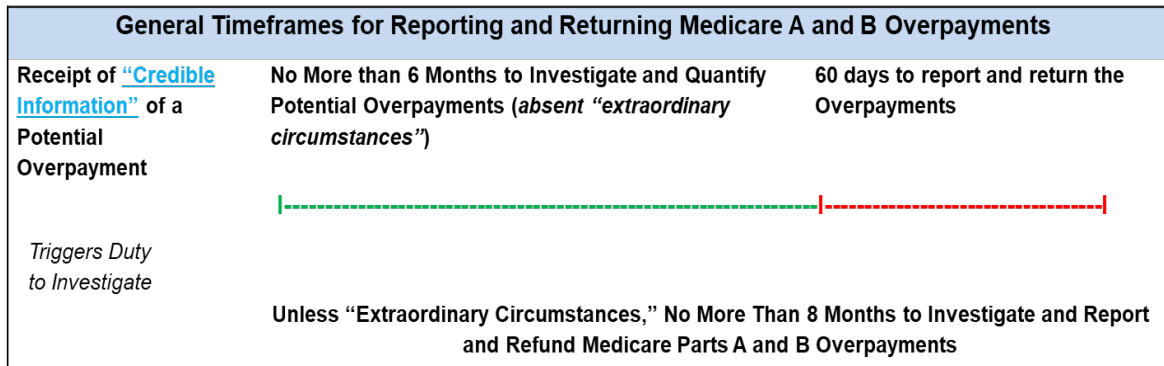 General Timeframes for Reporting and Returning Medicare A and B Overpayments
Receipt of “Credible
Information” of a
Potential
Overpayment
No More than 6 Months to Investigate and Quantify
Potential Overpayments (absent “extraordinary
circumstances”)
60 days to report and return the
Overpayments
Triggers Duty
to Investigate
Unless “Extraordinary Circumstances,” No More Than 8 Months to Investigate and Report
and Refund Medicare Parts A and B Overpayments